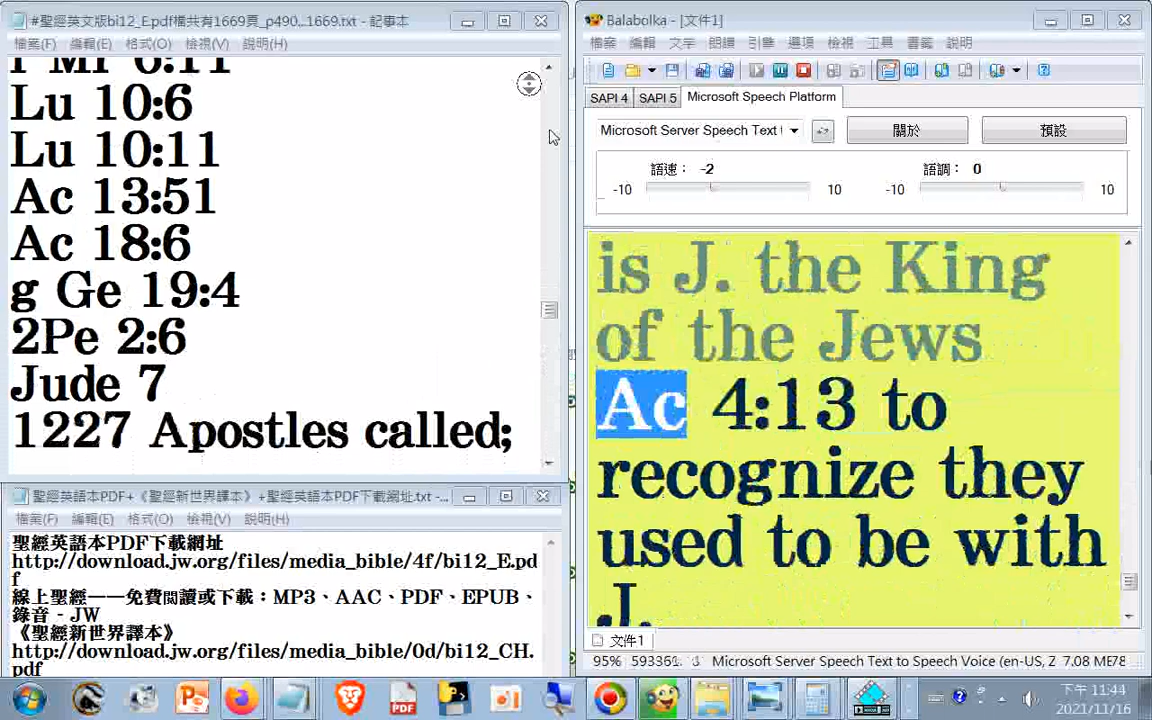 #聖經英文版bi12_E.pdf檔共有1669頁_p490,..1669.txt - 記事本
檔案(F) 編輯(E) 格式(O) 檢視(V) 說明(H)
Lu 10:6
Lu 10:11
Ac 13:51
Ac 18:6
g Ge 19:4
2Pe 2:6
Jude 7
1227 Apostles called;
聖經英語本PDF+《聖經新世界譯本》+聖經英語本PDF下載網址.txt -...
檔案(F) 編輯(E) 格式(O) 檢視(V) 說明(H)
聖經英語本PDF下載網址
http://download.jw.org/files/media_bible/4f/bi12_E.pd
f
線上聖經——免費閱讀或下載：MP3、AAC、PDF、EPUB、
錄音 - JW
《聖經新世界譯本》
http://download.jw.org/files/media_bible/0d/bi12_CH.
pdf
Balabolka - [文件1]
檔案 編輯 文字 朗讀 引擎 選項 檢視 工具 書籤 說明
SAPI 4 SAPI 5 Microsoft Speech Platform
Microsoft Server Speech Text 關於 預設
語速： -2 語調： 0
-10 10 -10 10
is J. the King
of the Jews
Ac 4:13 to
recognize they
used to be with
J.
文件1
95% Microsoft Server Speech Text to Speech Voice (en-US, Z 7.08 ME
下午 11:44
2021/11/16